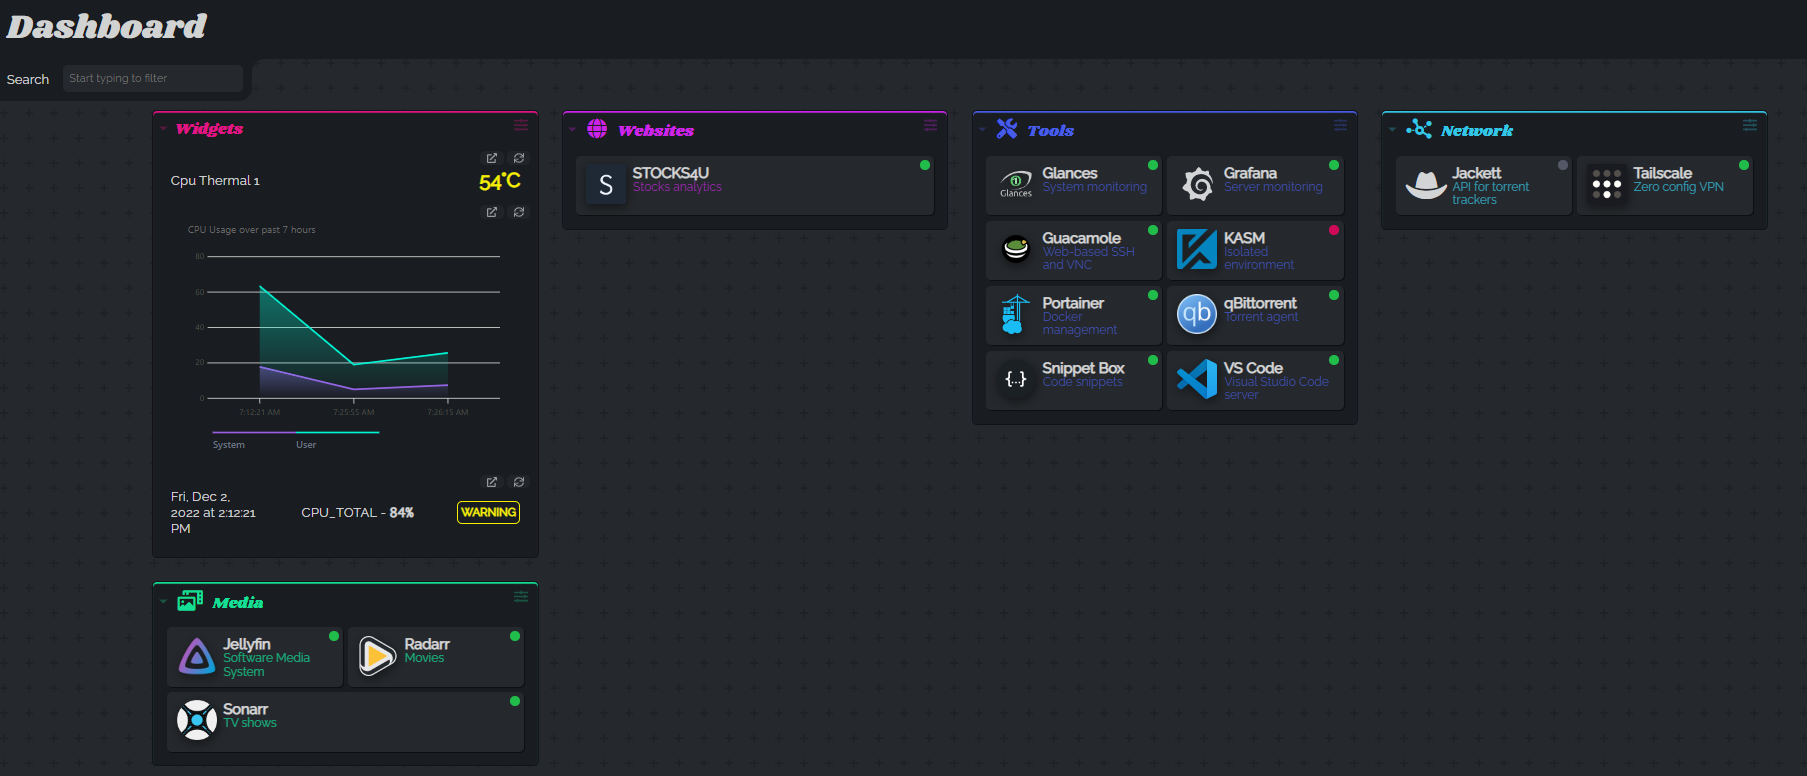 Dashboard
Search
Start typing to filter
Widgets
Cpu Thermal 1
54°C
CPU Usage over past 7 hours
80
60
40
20
0
7:12:21 AM
7:25:55 AM
7:26:15 AM
System
User
Fri, Dec 2,
2022 at 2:12:21
PM
CPU_TOTAL - 84%
WARNING
Media
Jellyfin
Software Media
System
Radarr
Movies
Sonarr
TV shows
Websites
S
STOCKS4U
Stocks analytics
Tools
Glances
Glances
System monitoring
Grafana
Server monitoring
Guacamole
Web-based SSH
and VNC
KASM
Isolated
environment
Portainer
Docker
management
qb
qBittorrent
Torrent agent
{...}
Snippet Box
Code snippets
VS Code
Visual Studio Code
server
Network
Jackett
API for torrent
trackers
Tailscale
Zero config VPN